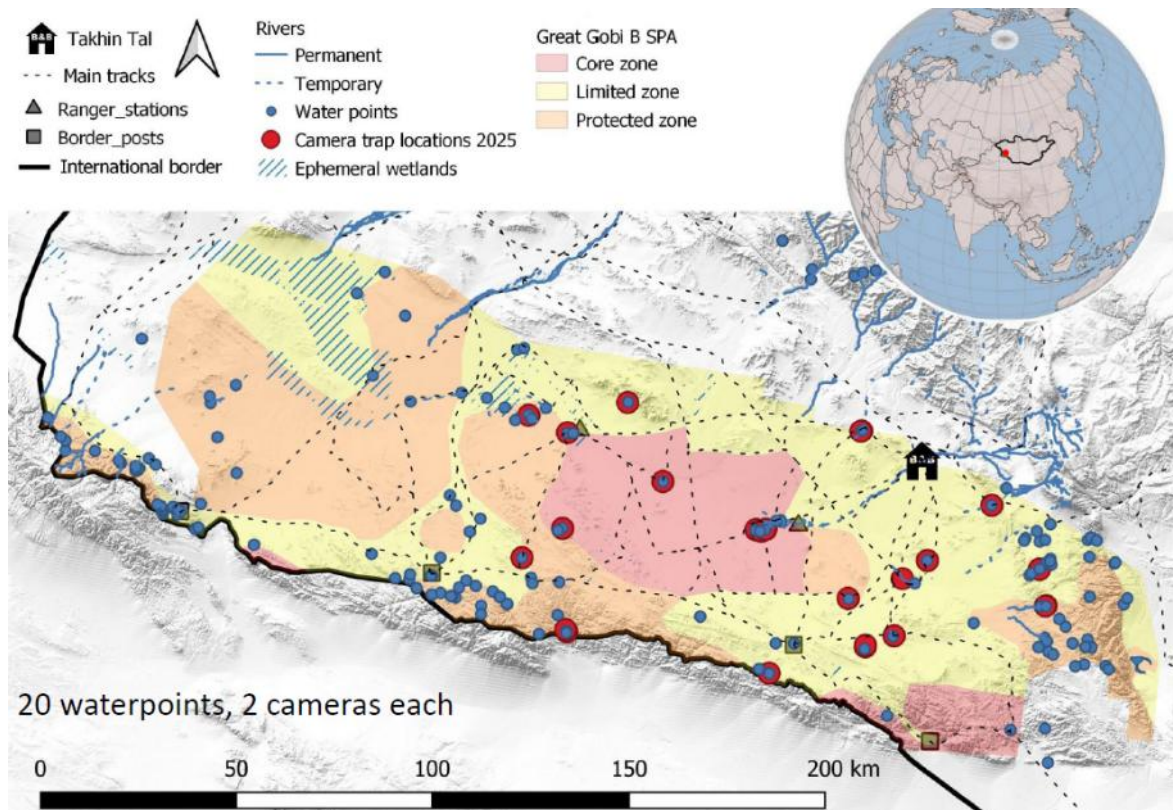 B&B
Takhin Tal
Main tracks
Ranger_stations
Border_posts
International border
Rivers
Permanent
Temporary
Water points
Camera trap locations 2025
Ephemeral wetlands
Great Gobi B SPA
Core zone
Limited zone
Protected zone
B&B
20 waterpoints, 2 cameras each
0 50 100 150 200 km